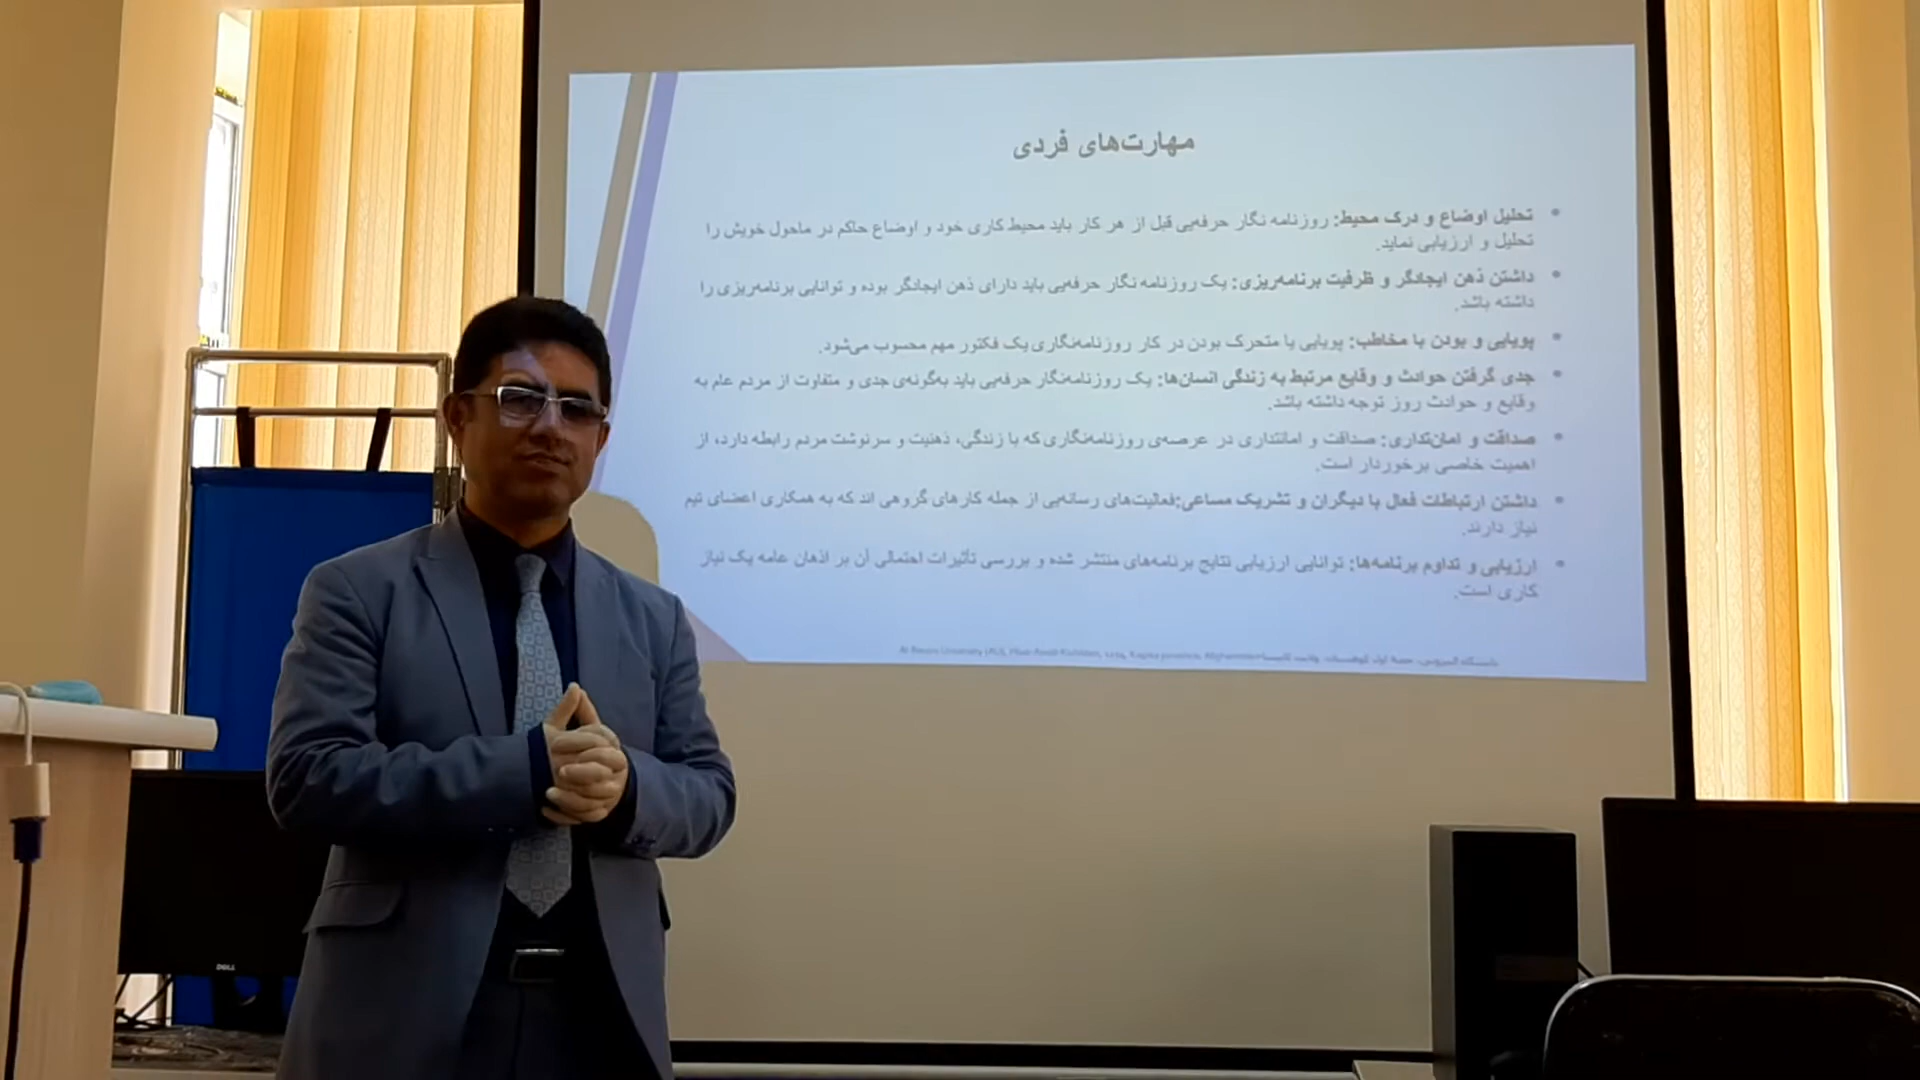 مهارت‌های فردی
• تحلیل اوضاع و درک محیط: روزنامه نگار حرفه‌یی قبل از هر کار باید محیط کاری خود و اوضاع حاکم در ماحول خویش را
تحلیل و ارزیابی نماید.
• داشتن ذهن ایجادگر و ظرفیت برنامه‌ریزی: یک روزنامه نگار حرفه‌یی باید دارای ذهن ایجادگر بوده و توانایی برنامه‌ریزی را
داشته باشد.
• پویایی و بودن با مخاطب: پویایی یا متحرک بودن در کار روزنامه‌نگاری یک فکتور مهم محسوب می‌شود.
• جدی گرفتن حوادث و وقایع مرتبط به زندگی انسان‌ها: یک روزنامه‌نگار حرفه‌یی باید به‌گونه‌ی جدی و متفاوت از مردم عام به
وقایع و حوادث روز توجه داشته باشد.
• صداقت و امان‌تداری: صداقت و امانتداری در عرصه‌ی روزنامه‌نگاری که با زندگی، ذهنیت و سرنوشت مردم رابطه دارد، از
اهمیت خاصی برخوردار است.
• داشتن ارتباطات فعال با دیگران و تشریک مساعی:فعالیت‌های رسانه‌یی از جمله کارهای گروهی اند که به همکاری اعضای تیم
نیاز دارند.
• ارزیابی و تداوم برنامه‌ها: توانایی ارزیابی نتایج برنامه‌های منتشر شده و بررسی تأثیرات احتمالی آن بر اذهان عامه یک نیاز
کاری است.
University Kapisa province, Afghanistan
DELL